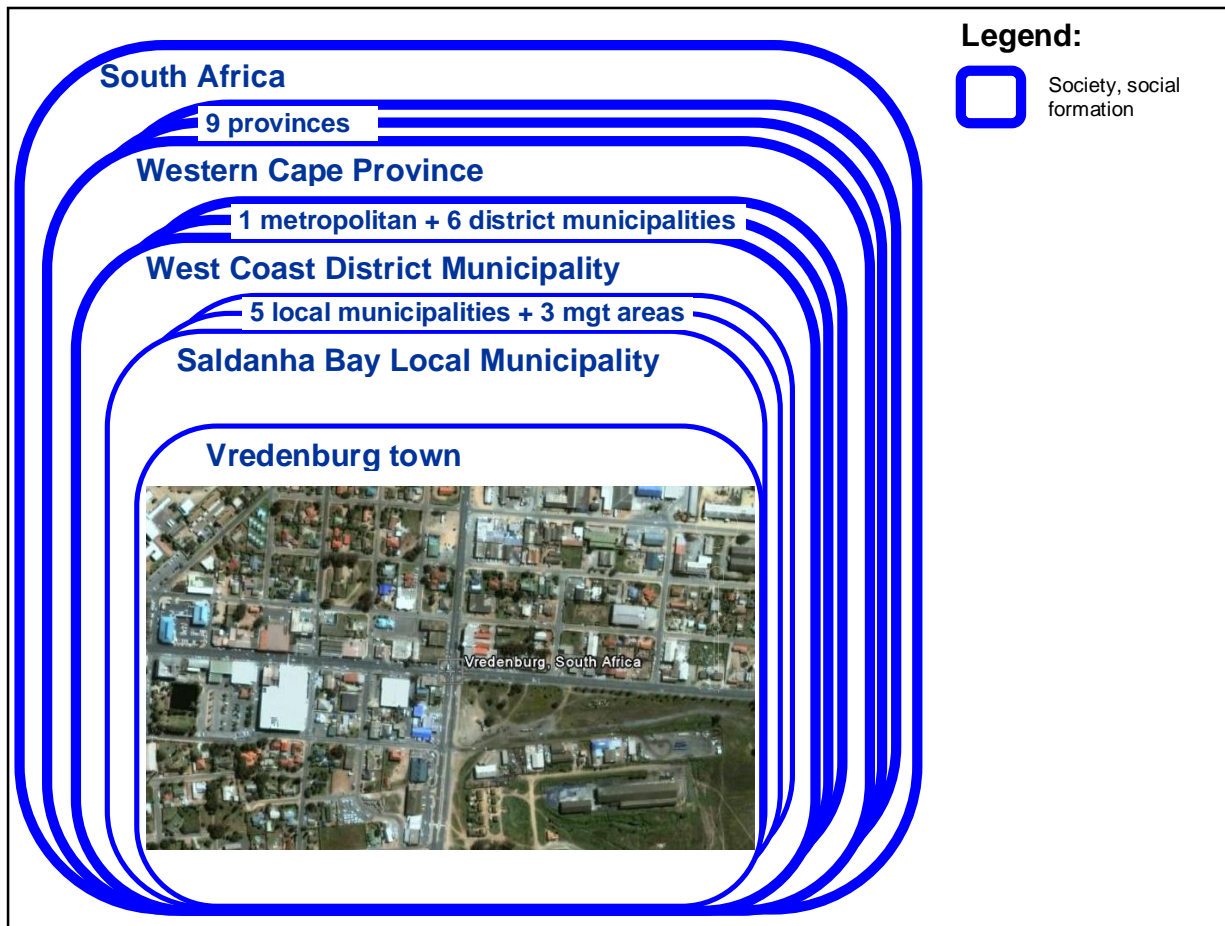 South Africa
9 provinces
Western Cape Province
1 metropolitan + 6 district municipalities
West Coast District Municipality
5 local municipalities + 3 mgt areas
Saldanha Bay Local Municipality
Vredenburg town
Vredenburg, South Africa
Legend:
Society, social
formation